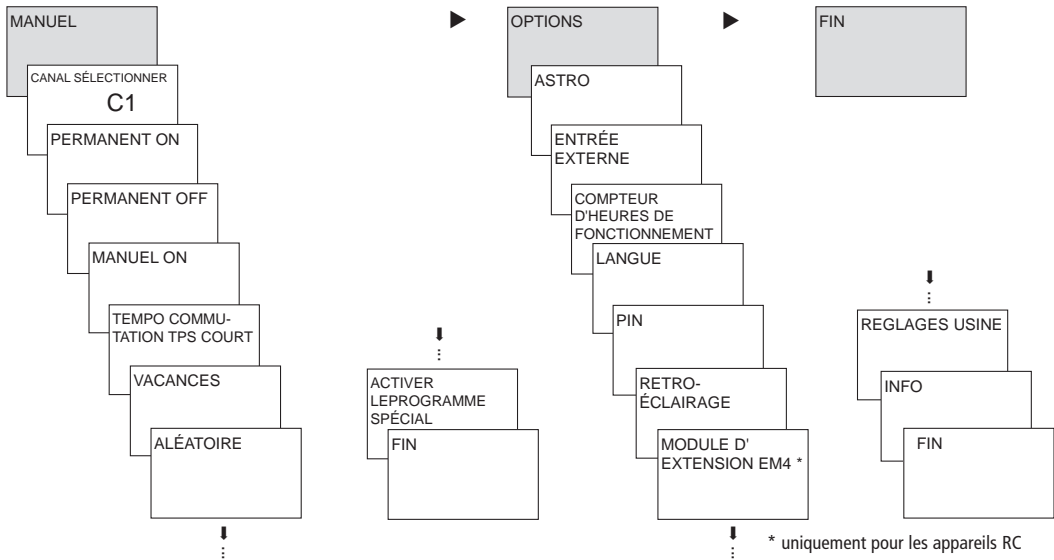 MANUEL
CANAL SÉLECTIONNER
C1
PERMANENT ON
PERMANENT OFF
MANUEL ON
TEMPO COMMU-
TATION TPS COURT
VACANCES
ALÉATOIRE
ACTIVER
LEPROGRAMME
SPÉCIAL
FIN
OPTIONS
ASTRO
ENTRÉE
EXTERNE
COMPTEUR
D'HEURES DE
FONCTIONNEMENT
LANGUE
PIN
RETRO-
ÉCLAIRAGE
MODULE D'
EXTENSION EM4 *
REGLAGES USINE
INFO
FIN
FIN
* uniquement pour les appareils RC